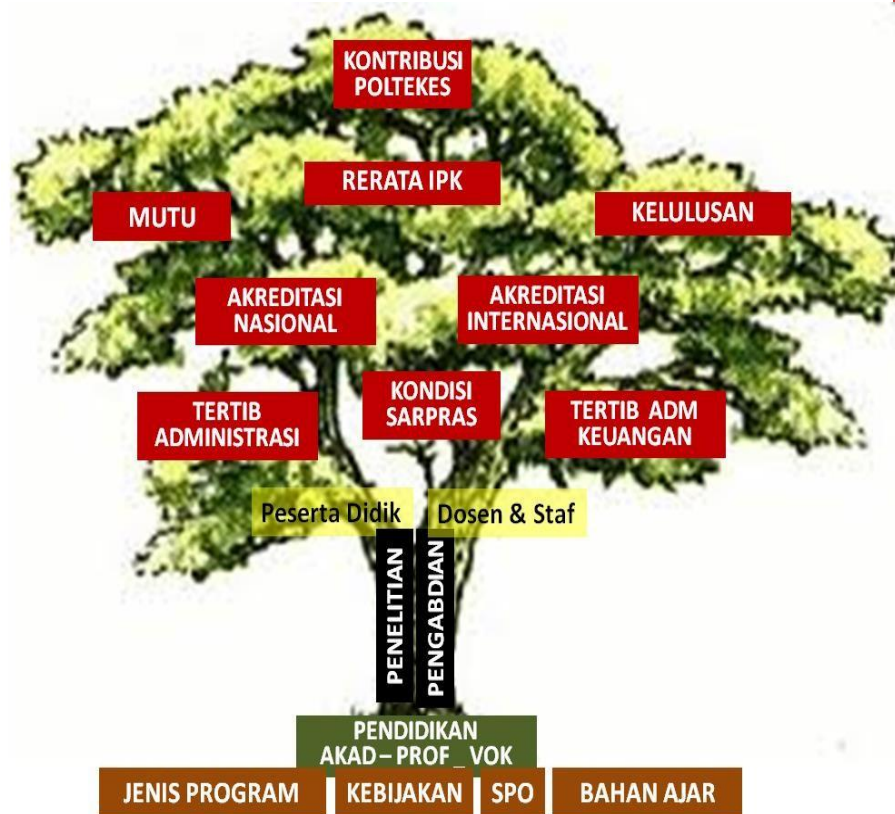 KONTRIBUSI
POLTEKES
RERATA IPK
MUTU
KELULUSAN
AKREDITASI
NASIONAL
AKREDITASI
INTERNASIONAL
KONDISI
SARPRAS
TERTIB
ADMINISTRASI
TERTIB ADM
KEUANGAN
Peserta Didik
Dosen & Staf
PENELITIAN
PENGABDIAN
PENDIDIKAN
AKAD – PROF _ VOK
JENIS PROGRAM
KEBIJAKAN
SPO
BAHAN AJAR